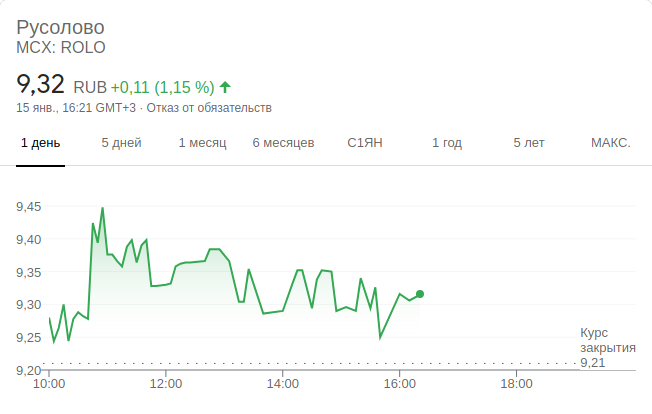 Русолово
MCX: ROLO
9,32 RUB +0,11 (1,15 %)
15 янв., 16:21 GMT+3 · Отказ от обязательств
1 день 5 дней 1 месяц 6 месяцев С1ЯН 1 год 5 лет МАКС.
9,45
9,40
9,35
9,30
9,25
9,20
Курс
закрытия
9,21
10:00 12:00 14:00 16:00 18:00